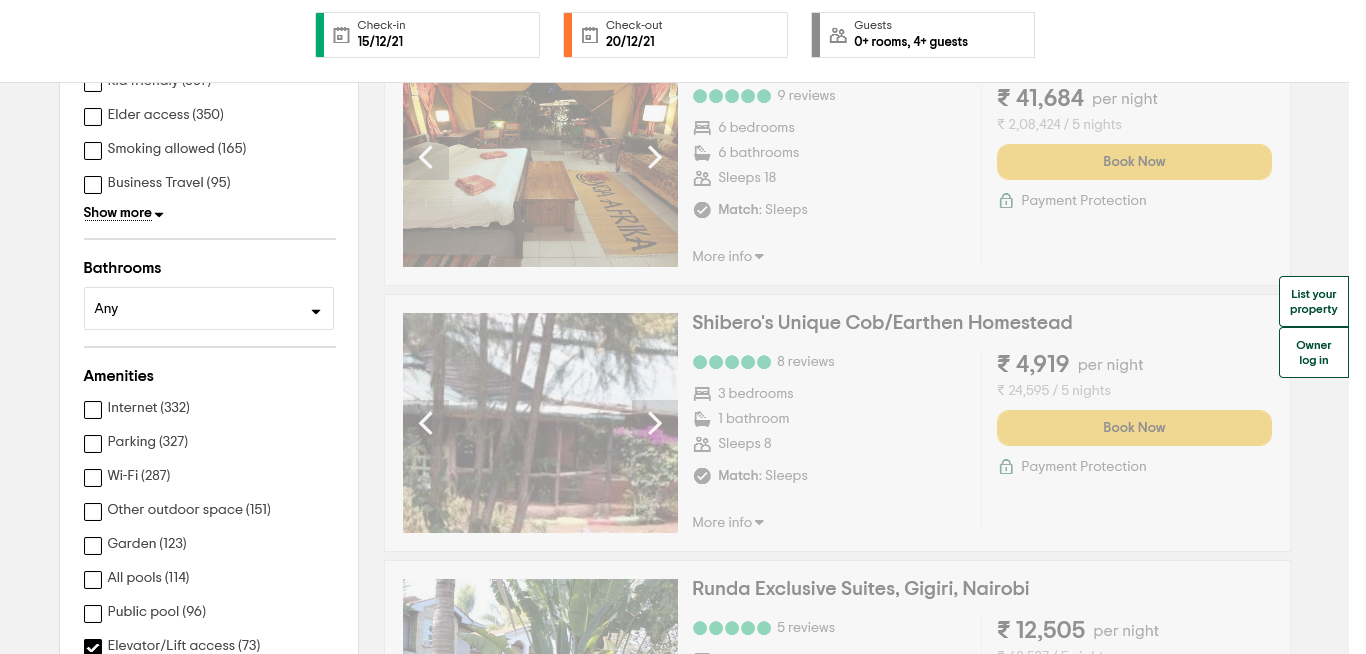 Check-in
15/12/21
Check-out
20/12/21
Guests
0+ rooms, 4+ guests
Elder access (350)
Smoking allowed (165)
Business Travel (95)
Show more
Bathrooms
Any
Amenities
Internet (332)
Parking (327)
Wi-Fi (287)
Other outdoor space (151)
Garden (123)
All pools (114)
Public pool (96)
Elevator/Lift access (73)
9 reviews
6 bedrooms
6 bathrooms
Sleeps 18
Match: Sleeps
More info
₹ 41,684 per night
₹ 2,08,424 / 5 nights
Book Now
Payment Protection
AFRIKA
Shibero's Unique Cob/Earthen Homestead
8 reviews
3 bedrooms
1 bathroom
Sleeps 8
Match: Sleeps
More info
₹ 4,919 per night
₹ 24,595 / 5 nights
Book Now
Payment Protection
Runda Exclusive Suites, Gigiri, Nairobi
5 reviews
₹ 12,505 per night
List your
property
Owner
log in